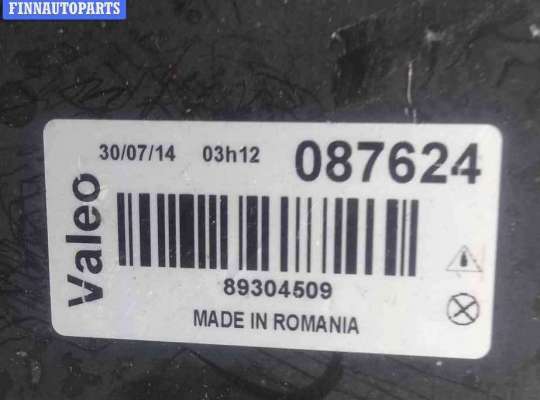 FINNAUTOPARTS
30/07/14 03h12 087624
Valeo
89304509
MADE IN ROMANIA